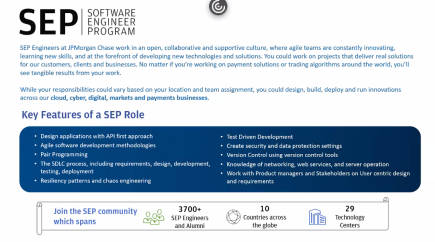 SEP
SOFTWARE
ENGINEER
PROGRAM
SEP Engineers at JPMorgan Chase work in an open, collaborative and supportive culture, where agile teams are constantly innovating,
learning new skills, and at the forefront of developing new technologies and solutions. You could work on projects that deliver real solutions
for our customers, clients and businesses. No matter if you're working on payment solutions or trading algorithms around the world, you'll
see tangible results from your work.
While your responsibilities could vary based on your location and team assignment, you could design, build, deploy and run innovations
across our cloud, cyber, digital, markets and payments businesses.
Key Features of a SEP Role
• Design applications with API first approach
• Agile software development methodologies
• Pair Programming
• The SDLC process, including requirements, design, development,
testing, deployment
• Resiliency patterns and chaos engineering
• Test Driven Development
• Create security and data protection settings
• Version Control using version control tools
• Knowledge of networking, web services, and server operation
• Work with Product managers and Stakeholders on User centric design
and requirements
Join the SEP community
which spans
3700+
SEP Engineers
and Alumni
10
Countries across
the globe
29
Technology
Centers